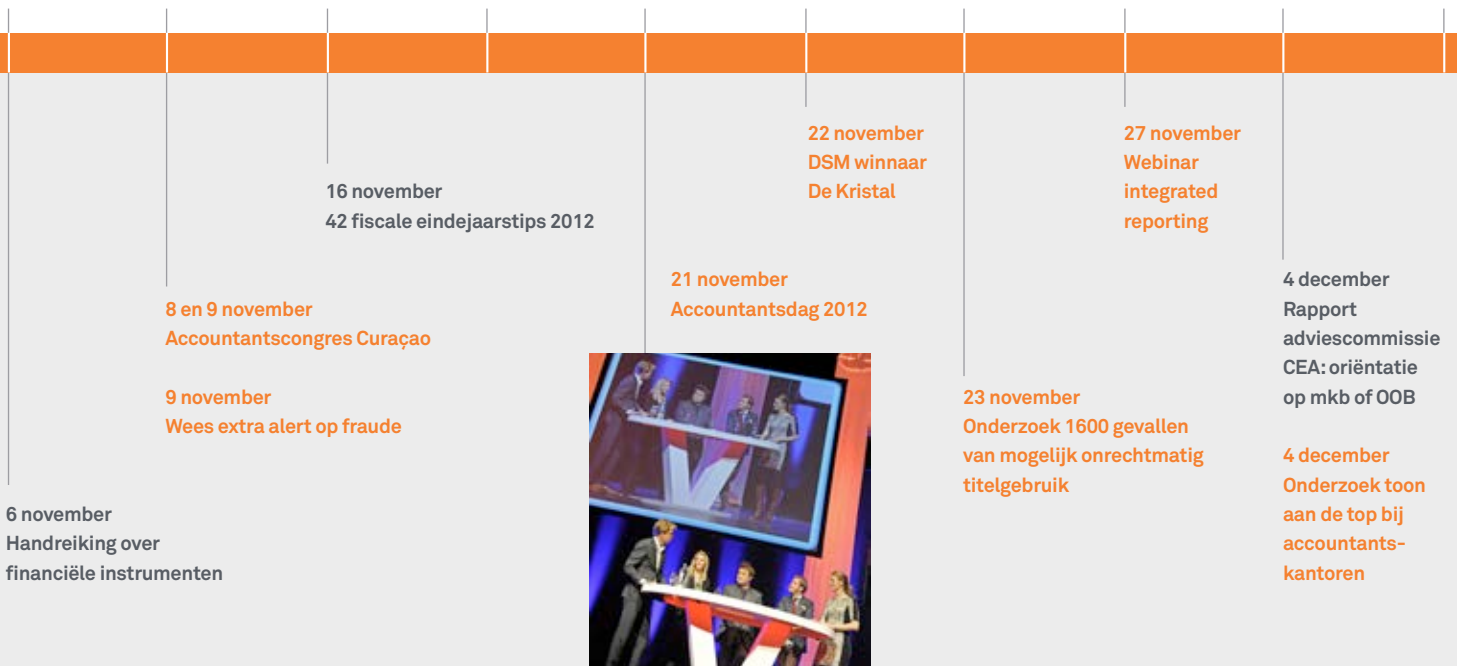 6 november
Handreiking over
financiële instrumenten
8 en 9 november
Accountantscongres Curaçao
9 november
Wees extra alert op fraude
16 november
42 fiscale eindejaarstips 2012
21 november
Accountantsdag 2012
22 november
DSM winnaar
De Kristal
23 november
Onderzoek 1600 gevallen
van mogelijk onrechtmatig
titelgebruik
27 november
Webinar
integrated
reporting
4 december
Rapport
adviescommissie
CEA: oriëntatie
op mkb of OOB
4 december
Onderzoek toon
aan de top bij
accountants-
kantoren